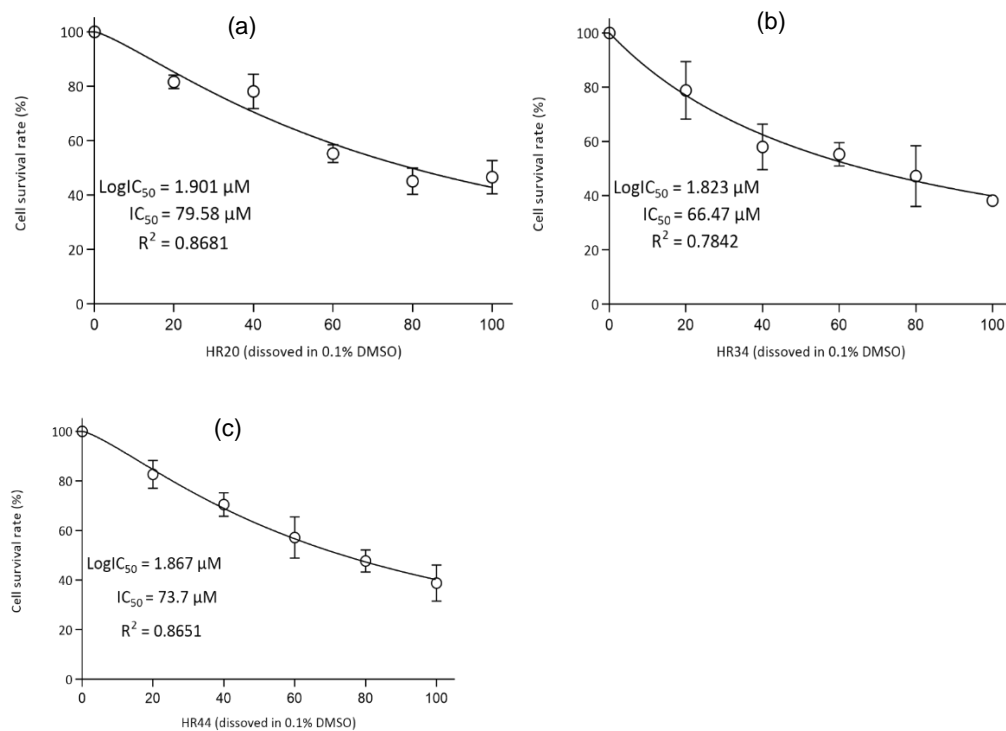 (a)
100
80
60
40
20
0
Cell survival rate (%)
LogIC₅₀ = 1.901 µM
IC₅₀ = 79.58 µM
R² = 0.8681
0 20 40 60 80 100
HR20 (dissoved in 0.1% DMSO)
(b)
100
80
60
40
20
0
Cell survival rate (%)
LogIC₅₀ = 1.823 µM
IC₅₀ = 66.47 µM
R² = 0.7842
0 20 40 60 80 100
HR34 (dissoved in 0.1% DMSO)
(c)
100
80
60
40
20
0
Cell survival rate (%)
LogIC₅₀ = 1.867 µM
IC₅₀ = 73.7 µM
R² = 0.8651
0 20 40 60 80 100
HR44 (dissoved in 0.1% DMSO)